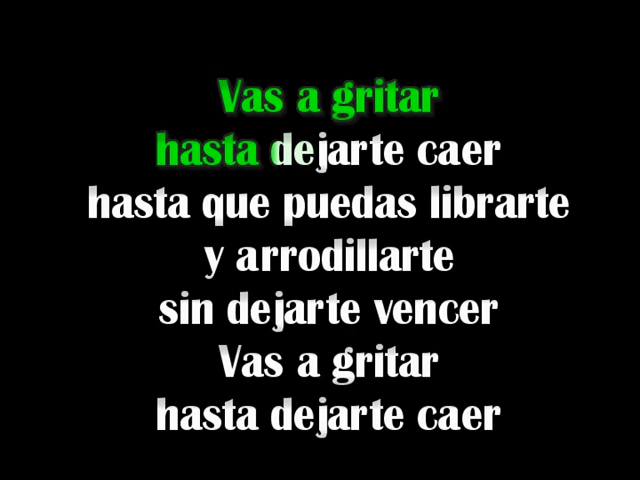 Vas a gritar
hasta dejarte caer
hasta que puedas librarte
y arrodillarte
sin dejarte vencer
Vas a gritar
hasta dejarte caer